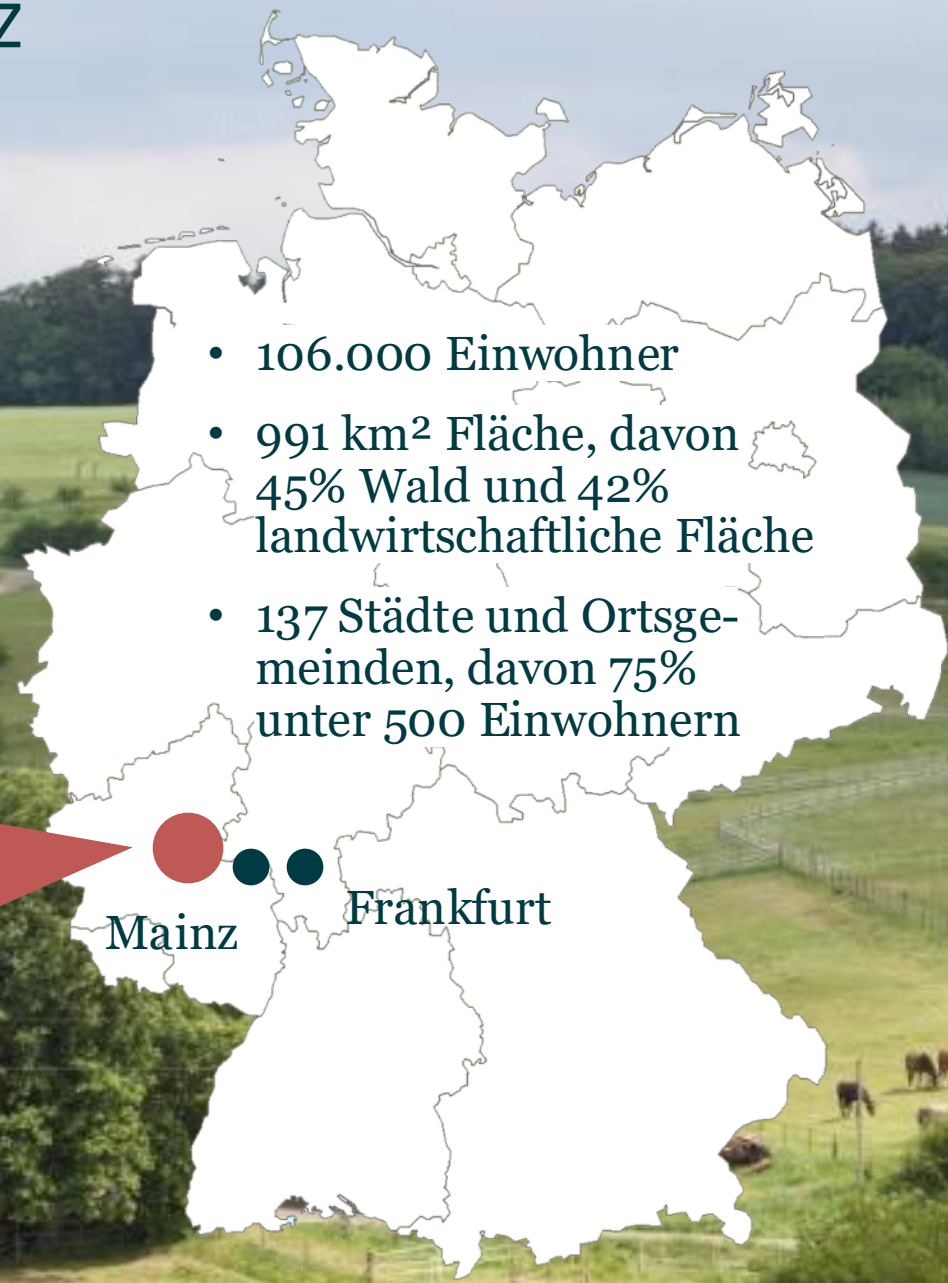 z
• 106.000 Einwohner
• 991 km² Fläche, davon
45% Wald und 42%
landwirtschaftliche Fläche
• 137 Städte und Ortsge-
meinden, davon 75%
unter 500 Einwohnern
Frankfurt
Mainz